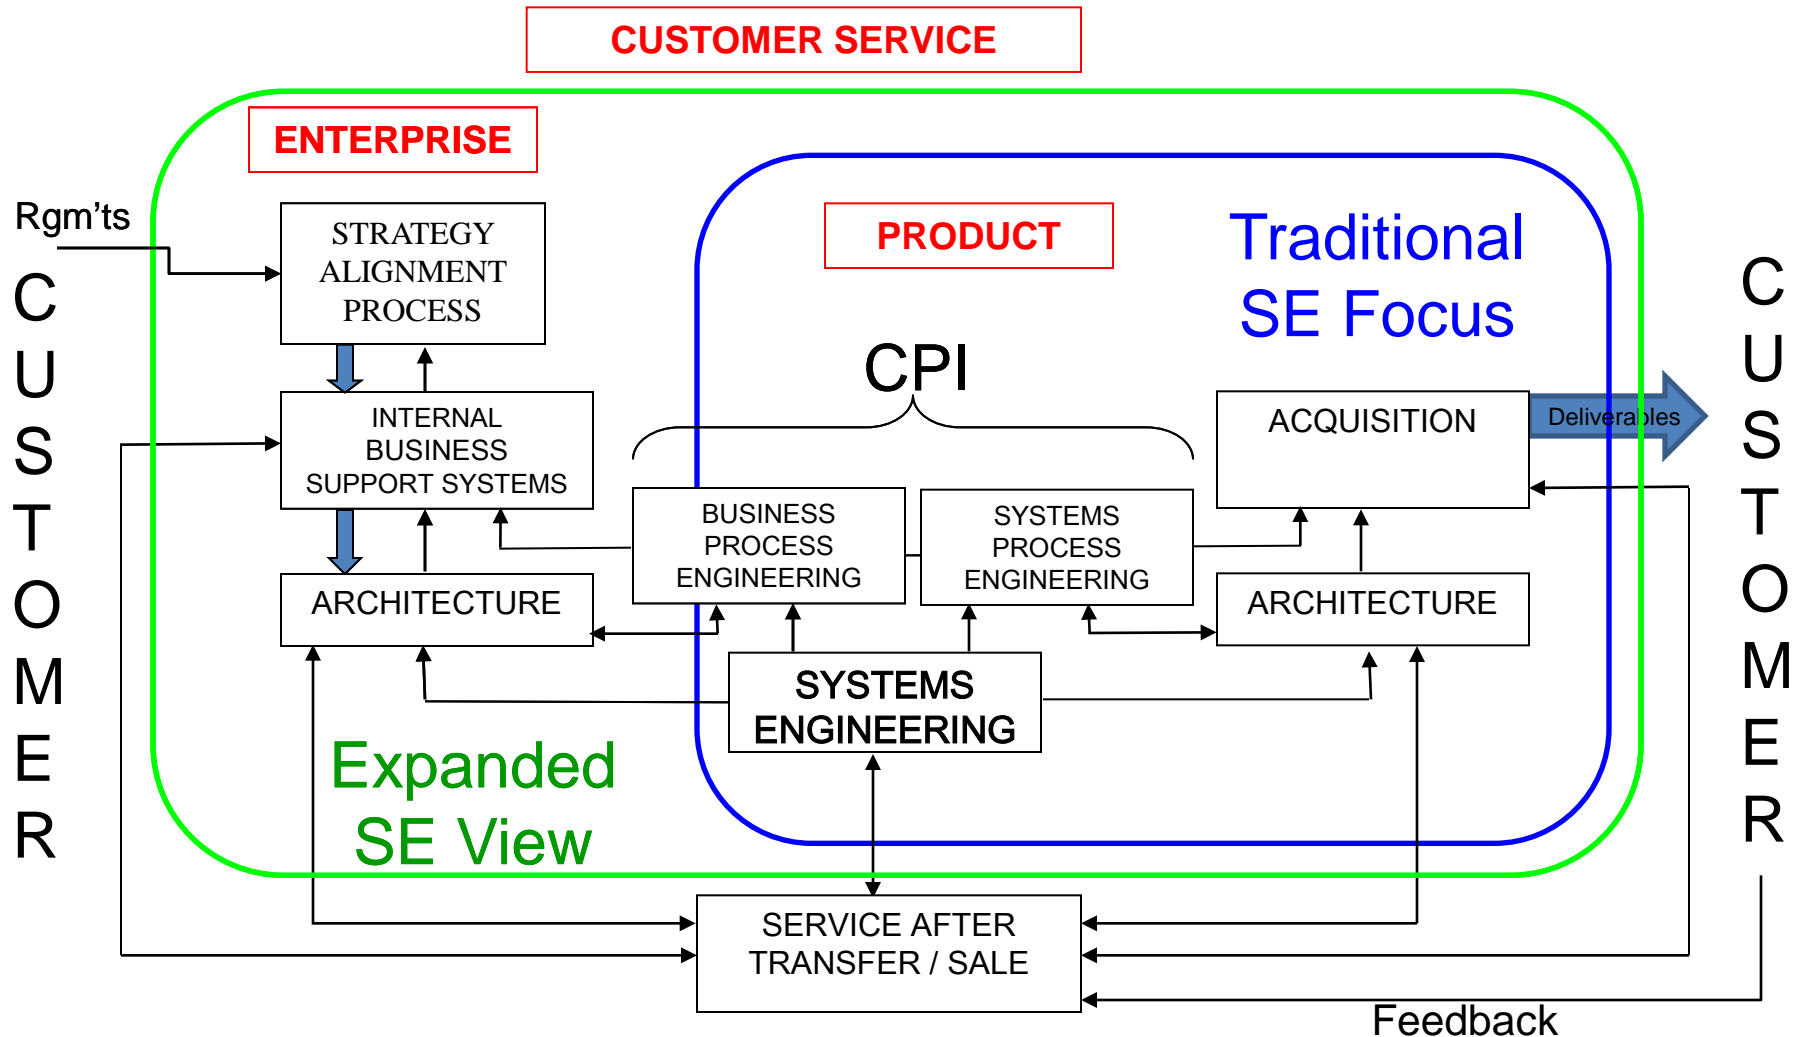 CUSTOMER SERVICE
ENTERPRISE
PRODUCT
Rgm'ts
CUSTOMER
STRATEGY
ALIGNMENT
PROCESS
Traditional
SE Focus
CPI
INTERNAL
BUSINESS
SUPPORT SYSTEMS
BUSINESS
PROCESS
ENGINEERING
SYSTEMS
PROCESS
ENGINEERING
ACQUISITION
Deliverables
CUSTOMER
ARCHITECTURE
ARCHITECTURE
SYSTEMS
ENGINEERING
Expanded
SE View
SERVICE AFTER
TRANSFER / SALE
Feedback